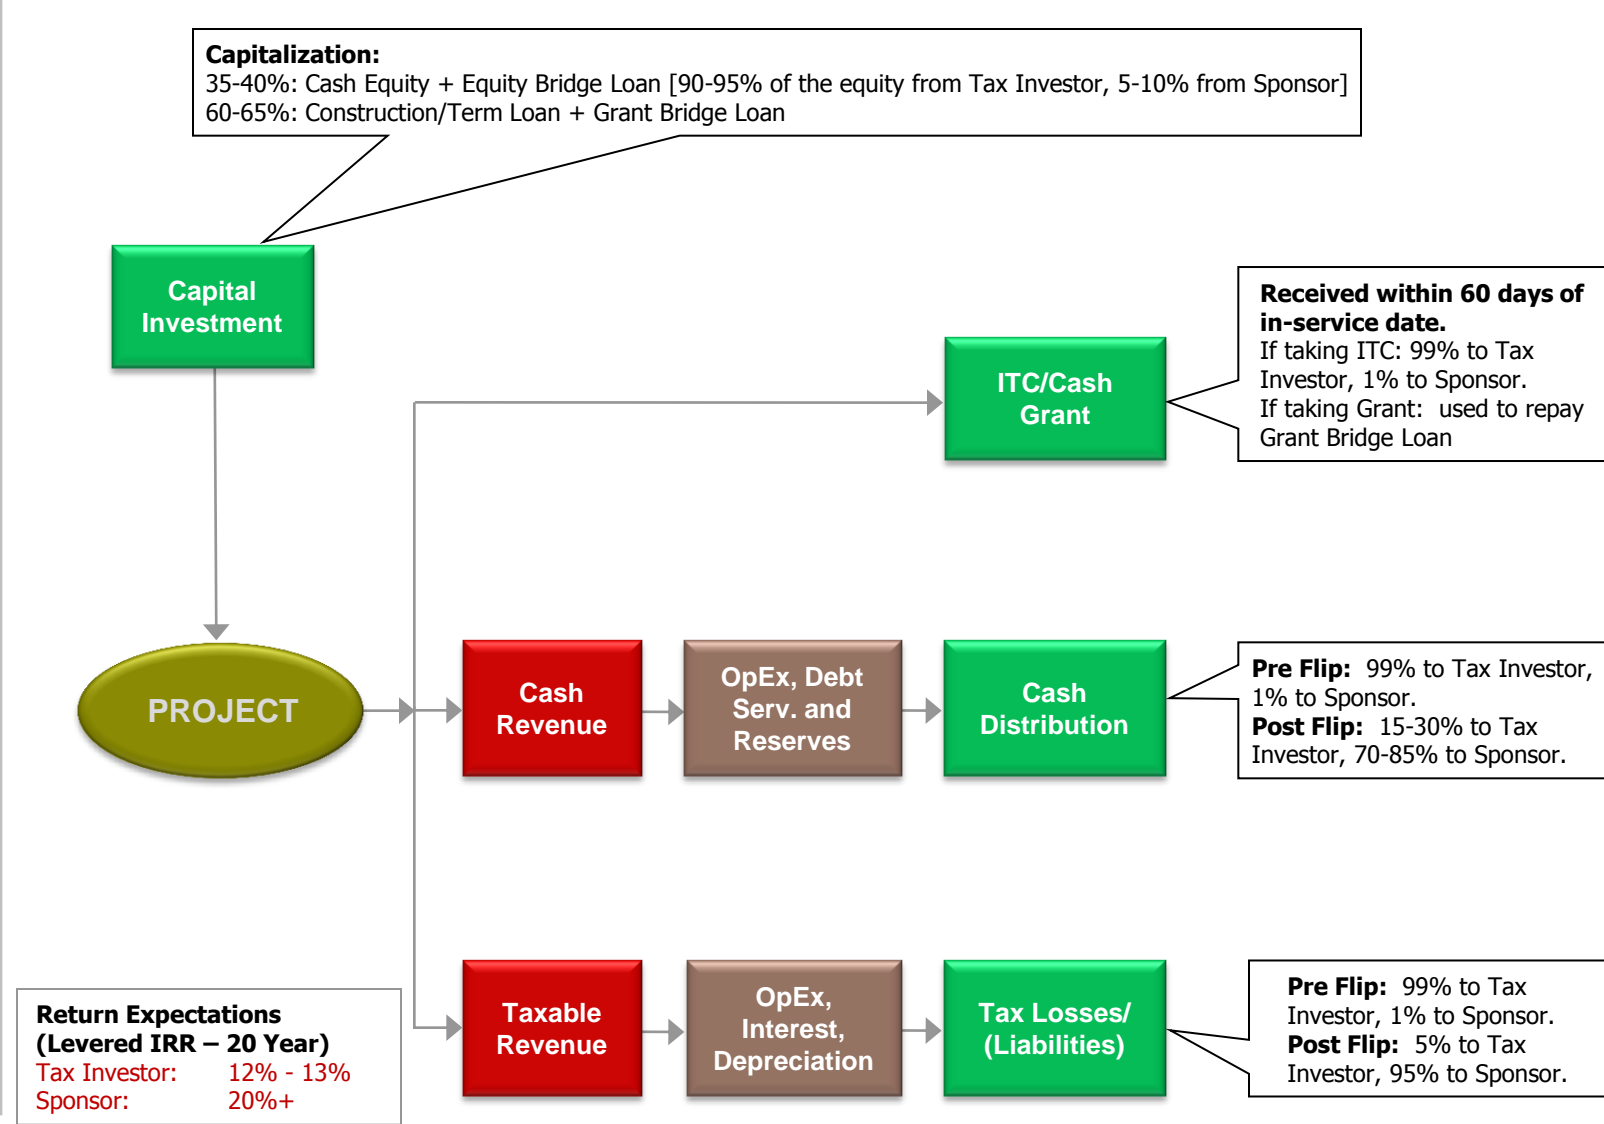 Capitalization:
35-40%: Cash Equity + Equity Bridge Loan [90-95% of the equity from Tax Investor, 5-10% from Sponsor]
60-65%: Construction/Term Loan + Grant Bridge Loan
Capital
Investment
ITC/Cash
Grant
Received within 60 days of
in-service date.
If taking ITC: 99% to Tax
Investor, 1% to Sponsor.
If taking Grant:  used to repay
Grant Bridge Loan
PROJECT
Cash
Revenue
OpEx, Debt
Serv. and
Reserves
Cash
Distribution
Pre Flip:  99% to Tax Investor,
1% to Sponsor.
Post Flip:  15-30% to Tax
Investor, 70-85% to Sponsor.
Return Expectations
(Levered IRR – 20 Year)
Tax Investor: 12% - 13%
Sponsor: 20%+
Taxable
Revenue
OpEx,
Interest,
Depreciation
Tax Losses/
(Liabilities)
Pre Flip:  99% to Tax
Investor, 1% to Sponsor.
Post Flip:  5% to Tax
Investor, 95% to Sponsor.